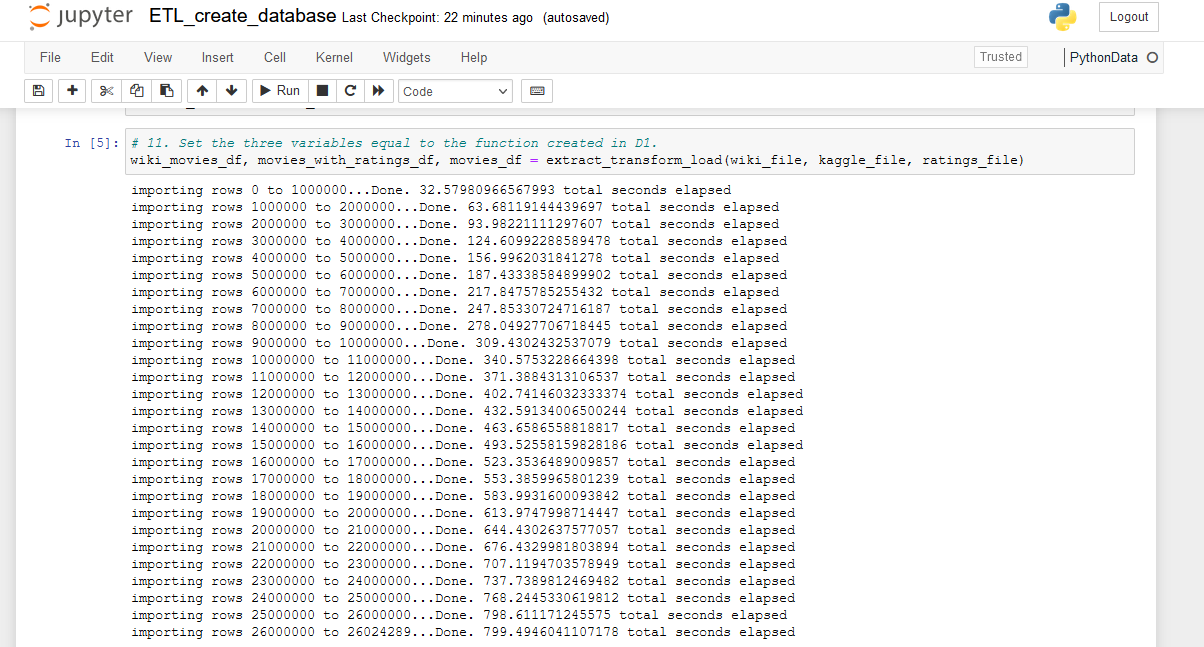 jupyter ETL_create_database Last Checkpoint: 22 minutes ago (autosaved) Logout
File Edit View Insert Cell Kernel Widgets Help Trusted PythonData
Run Code
In [5]: # 11. Set the three variables equal to the function created in D1.
wiki_movies_df, movies_with_ratings_df, movies_df = extract_transform_load(wiki_file, kaggle_file, ratings_file)
importing rows 0 to 1000000...Done. 32.57980966567993 total seconds elapsed
importing rows 1000000 to 2000000...Done. 63.68119144439697 total seconds elapsed
importing rows 2000000 to 3000000...Done. 93.98221111297607 total seconds elapsed
importing rows 3000000 to 4000000...Done. 124.60992288589478 total seconds elapsed
importing rows 4000000 to 5000000...Done. 156.9962031841278 total seconds elapsed
importing rows 5000000 to 6000000...Done. 187.43338584899902 total seconds elapsed
importing rows 6000000 to 7000000...Done. 217.8475785255432 total seconds elapsed
importing rows 7000000 to 8000000...Done. 247.85330724716187 total seconds elapsed
importing rows 8000000 to 9000000...Done. 278.04927706718445 total seconds elapsed
importing rows 9000000 to 10000000...Done. 309.4302432537079 total seconds elapsed
importing rows 10000000 to 11000000...Done. 340.5753228664398 total seconds elapsed
importing rows 11000000 to 12000000...Done. 371.3884313106537 total seconds elapsed
importing rows 12000000 to 13000000...Done. 402.74146032333374 total seconds elapsed
importing rows 13000000 to 14000000...Done. 432.59134006500244 total seconds elapsed
importing rows 14000000 to 15000000...Done. 463.6586558818817 total seconds elapsed
importing rows 15000000 to 16000000...Done. 493.52558159828186 total seconds elapsed
importing rows 16000000 to 17000000...Done. 523.3536489009857 total seconds elapsed
importing rows 17000000 to 18000000...Done. 553.3859965801239 total seconds elapsed
importing rows 18000000 to 19000000...Done. 583.9931600093842 total seconds elapsed
importing rows 19000000 to 20000000...Done. 613.9747998714447 total seconds elapsed
importing rows 20000000 to 21000000...Done. 644.4302637577057 total seconds elapsed
importing rows 21000000 to 22000000...Done. 676.4329981803894 total seconds elapsed
importing rows 22000000 to 23000000...Done. 707.1194703578949 total seconds elapsed
importing rows 23000000 to 24000000...Done. 737.7389812469482 total seconds elapsed
importing rows 24000000 to 25000000...Done. 768.2445330619812 total seconds elapsed
importing rows 25000000 to 26000000...Done. 798.611171245575 total seconds elapsed
importing rows 26000000 to 26024289...Done. 799.4946041107178 total seconds elapsed